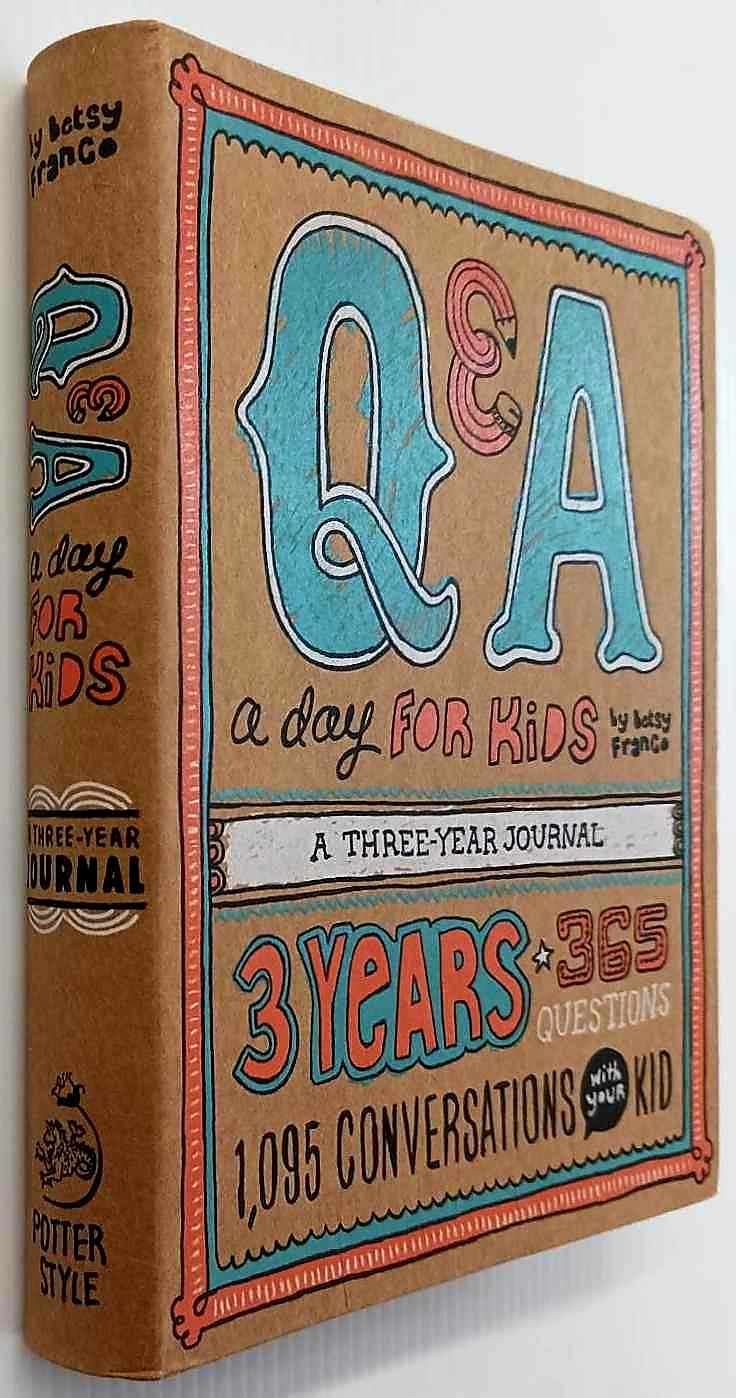 by betsy
Franco
Q & A
a day
FOR
KiDS
A THREE-YEAR
JOURNAL
POTTER
STYLE
Q & A
a day FOR KiDS
by betsy
Franco
A THREE-YEAR JOURNAL
3 YeARS ★ 365
QUESTIONS
1,095 CONVERSATIONS with your KID